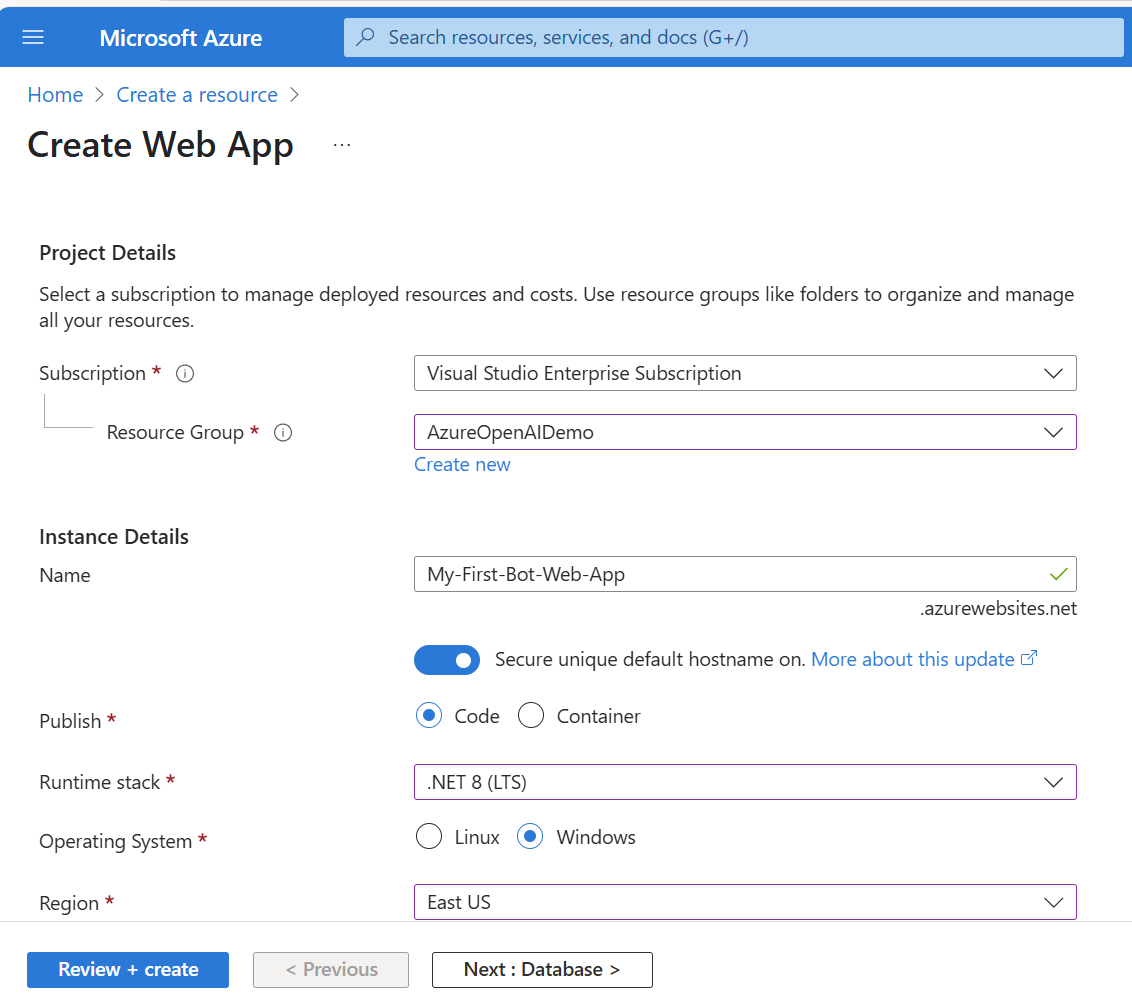 Microsoft Azure
Search resources, services, and docs (G+/)
Home > Create a resource >
Create Web App ...
Project Details
Select a subscription to manage deployed resources and costs. Use resource groups like folders to organize and manage
all your resources.
Subscription *
Visual Studio Enterprise Subscription
Resource Group *
AzureOpenAIDemo
Create new
Instance Details
Name
My-First-Bot-Web-App
.azurewebsites.net
Secure unique default hostname on. More about this update
Publish *
Code Container
Runtime stack *
.NET 8 (LTS)
Operating System *
Linux Windows
Region *
East US
Review + create
< Previous
Next : Database >